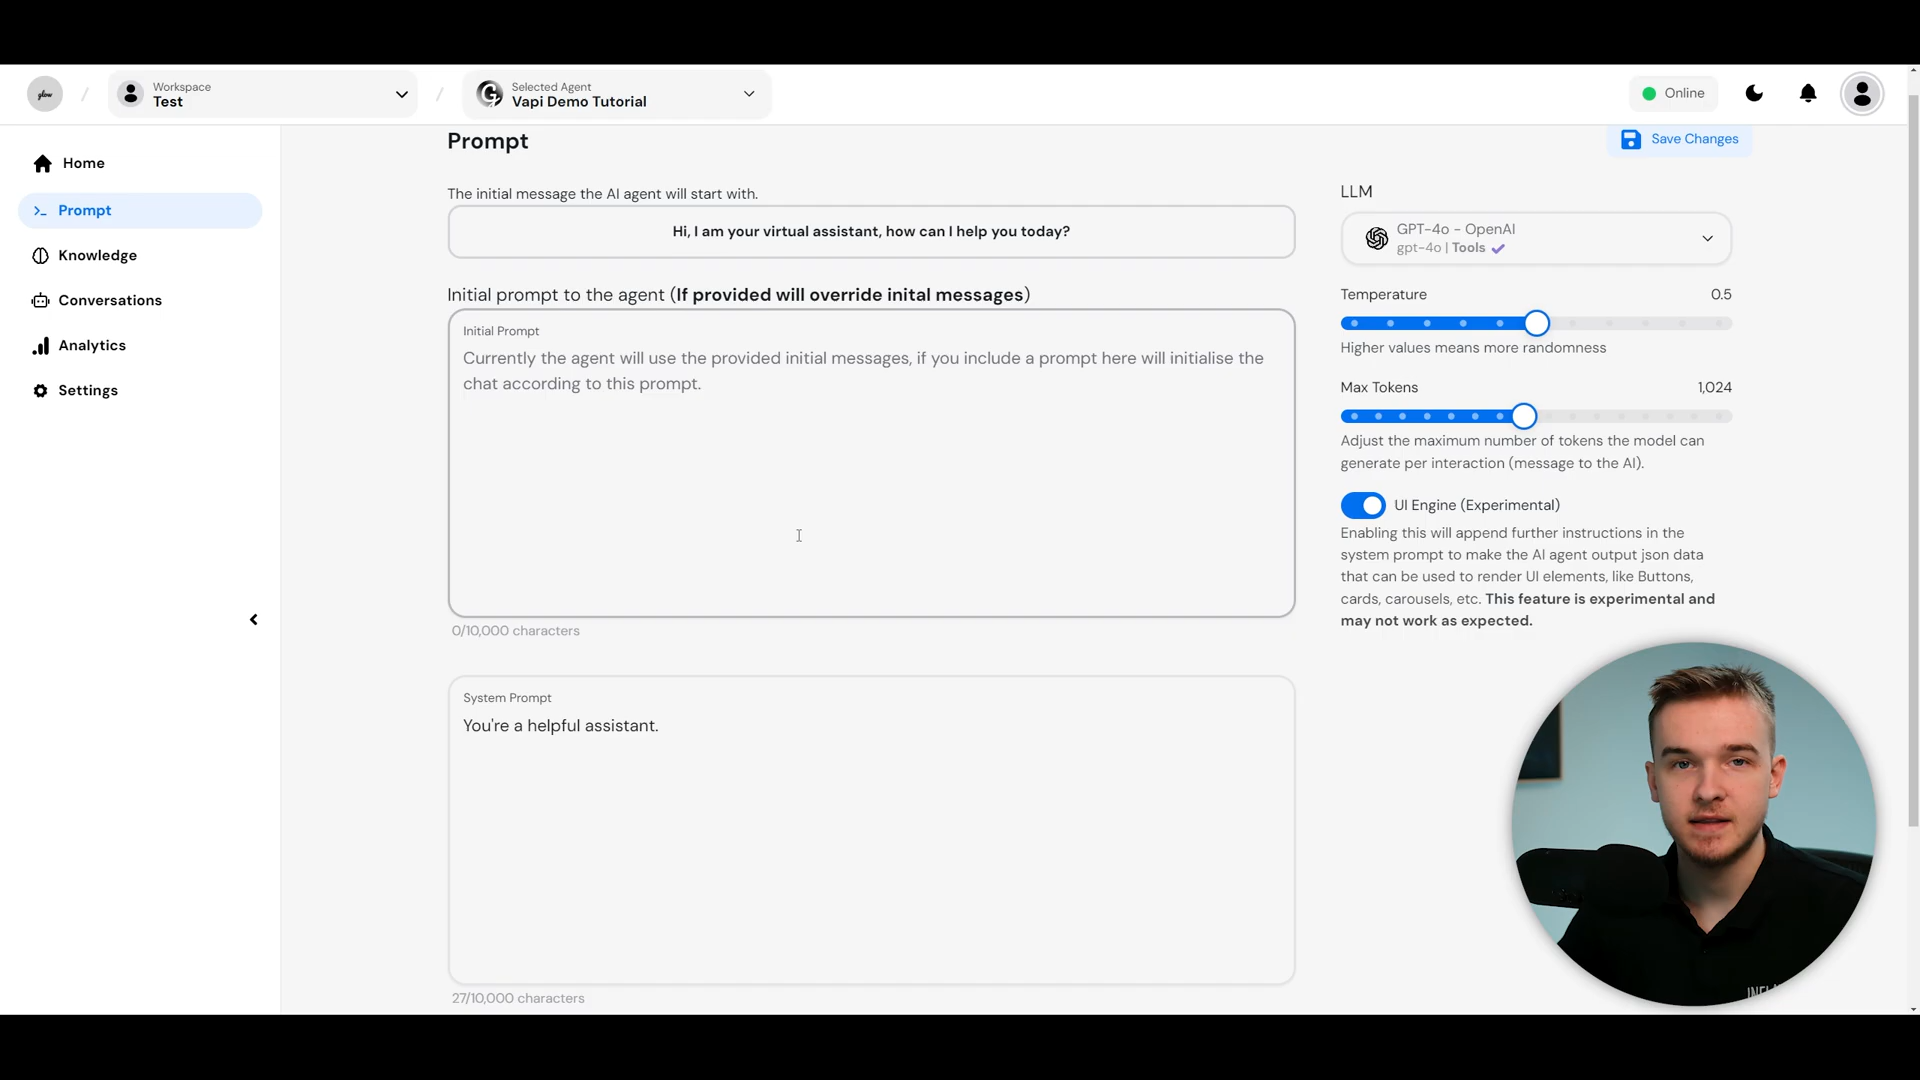 glow
/
Workspace
Test
/
G
Selected Agent
Vapi Demo Tutorial
Online
Home
Prompt
Knowledge
Conversations
Analytics
Settings
Prompt
Save Changes
The initial message the AI agent will start with.
Hi, I am your virtual assistant, how can I help you today?
Initial prompt to the agent (If provided will override inital messages)
Initial Prompt
Currently the agent will use the provided initial messages, if you include a prompt here will initialise the
chat according to this prompt.
0/10,000 characters
System Prompt
You're a helpful assistant.
27/10,000 characters
LLM
GPT-4o - OpenAI
gpt-4o | Tools
Temperature 0.5
Higher values means more randomness
Max Tokens 1,024
Adjust the maximum number of tokens the model can
generate per interaction (message to the AI).
UI Engine (Experimental)
Enabling this will append further instructions in the
system prompt to make the AI agent output json data
that can be used to render UI elements, like Buttons,
cards, carousels, etc. This feature is experimental and
may not work as expected.